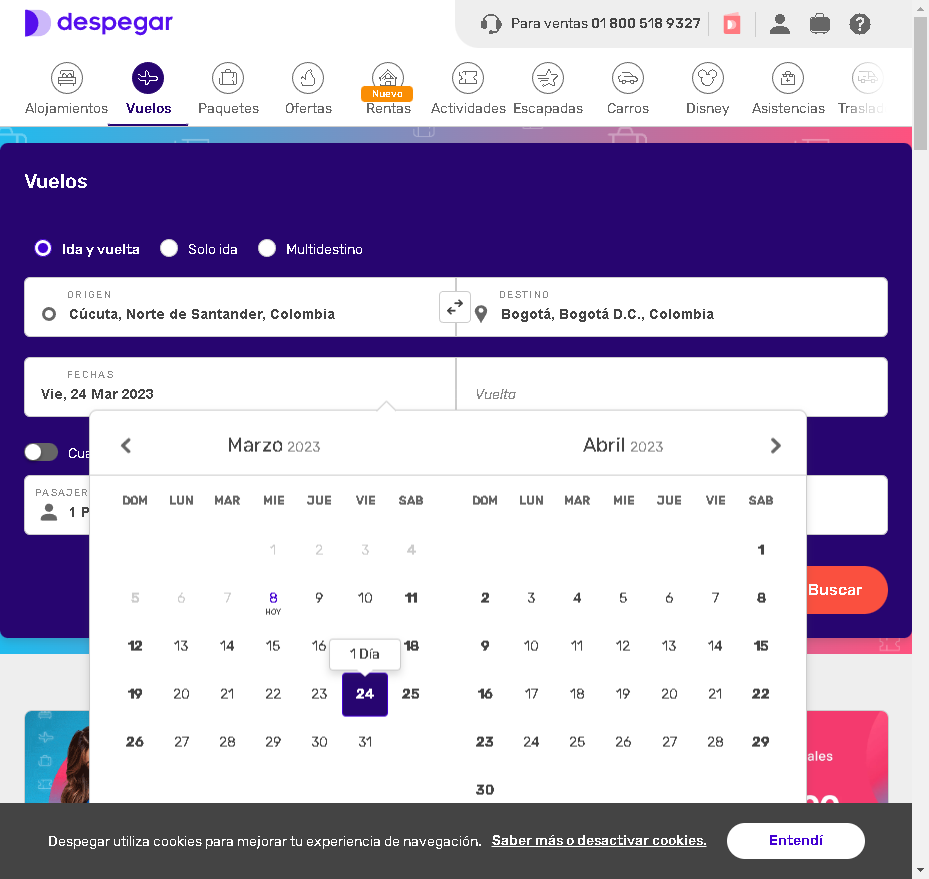 despegar
Para ventas 01 800 518 9327
Alojamientos Vuelos Paquetes Ofertas Nuevo Rentas Actividades Escapadas Carros Disney Asistencias Traslad
Vuelos
Ida y vuelta Solo ida Multidestino
ORIGEN DESTINO
Cúcuta, Norte de Santander, Colombia Bogotá, Bogotá D.C., Colombia
FECHAS
Vie, 24 Mar 2023 Vuelta
Marzo 2023 Abril 2023
Cua
PASAJER
1 P
DOM LUN MAR MIE JUE VIE SAB DOM LUN MAR MIE JUE VIE SAB
1 2 3 4 1
5 6 7 8 9 10 11 2 3 4 5 6 7 8
HOY
12 13 14 15 16 18 9 10 11 12 13 14 15
1 Día
19 20 21 22 23 24 25 16 17 18 19 20 21 22
26 27 28 29 30 31 23 24 25 26 27 28 29
30
Buscar
ales
Despegar utiliza cookies para mejorar tu experiencia de navegación. Saber más o desactivar cookies. Entendí